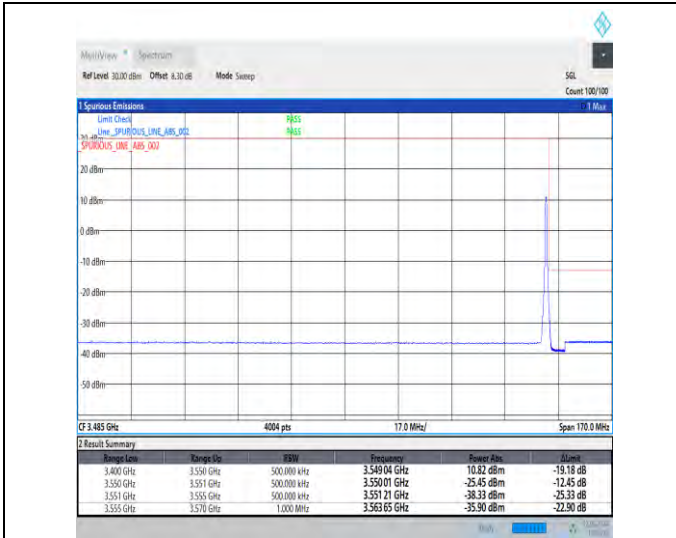 MultiView Spectrum
Ref Level 30.00 dBm Offset 8.30 dB Mode Sweep SGL
Count 100/100
1 Spurious Emissions 1 Max
Limit Check PASS
Line _SPURIOUS_LINE_ABS_002 PASS
30 dBm
_SPURIOUS_LINE_ABS_002
20 dBm
10 dBm
0 dBm
-10 dBm
-20 dBm
-30 dBm
-40 dBm
-50 dBm
CF 3.485 GHz 4004 pts 17.0 MHz/ Span 170.0 MHz
2 Result Summary
Range Low Range Up RBW Frequency Power Abs ΔLimit
3.400 GHz 3.550 GHz 500.000 kHz 3.54904 GHz 10.82 dBm -19.18 dB
3.550 GHz 3.551 GHz 500.000 kHz 3.55001 GHz -25.45 dBm -12.45 dB
3.551 GHz 3.555 GHz 500.000 kHz 3.55121 GHz -38.33 dBm -25.33 dB
3.555 GHz 3.570 GHz 1.000 MHz 3.56365 GHz -35.90 dBm -22.90 dB